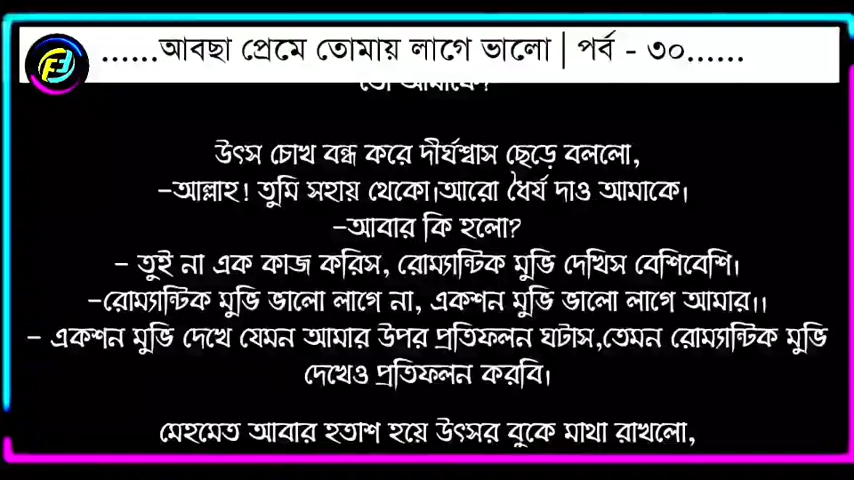 ......আবছা প্রেমে তোমায় লাগে ভালো | পর্ব - ৩০......
তো আমাকে?
উৎস চোখ বন্ধ করে দীর্ঘশ্বাস ছেড়ে বললো,
-আল্লাহ! তুমি সহায় থেকো।আরো ধৈর্য দাও আমাকে।
-আবার কি হলো?
- তুই না এক কাজ করিস, রোম্যান্টিক মুভি দেখিস বেশিবেশি।
-রোম্যান্টিক মুভি ভালো লাগে না, একশন মুভি ভালো লাগে আমার।।
- একশন মুভি দেখে যেমন আমার উপর প্রতিফলন ঘটাস,তেমন রোম্যান্টিক মুভি
দেখেও প্রতিফলন করবি।
মেহমেত আবার হতাশ হয়ে উৎসর বুকে মাথা রাখলো,